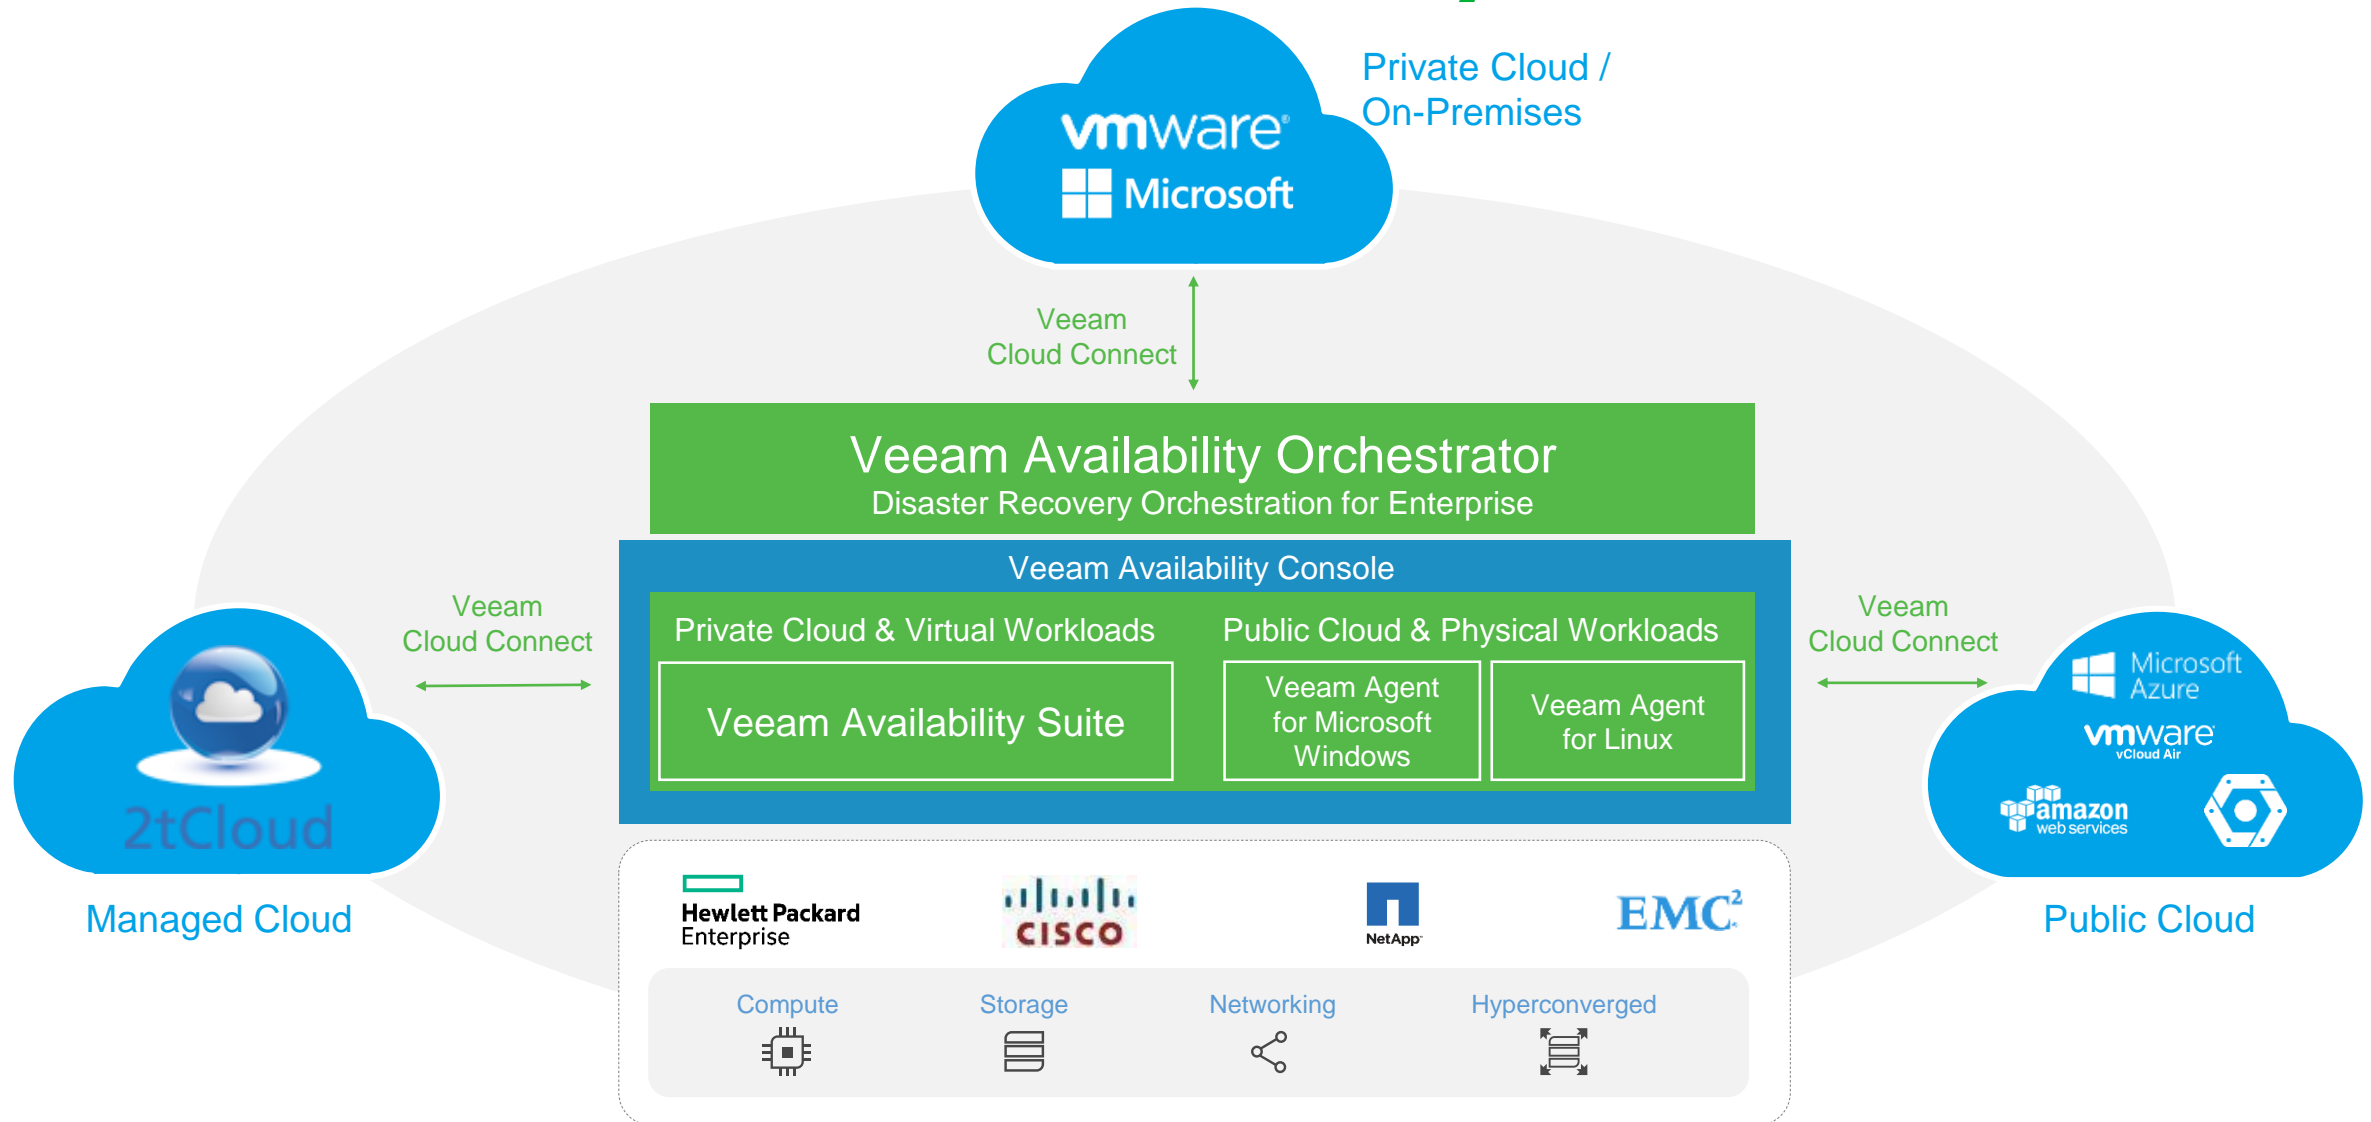 Private Cloud /
On-Premises
vmware
Microsoft
Veeam
Cloud Connect
Veeam Availability Orchestrator
Disaster Recovery Orchestration for Enterprise
Veeam Availability Console
Veeam
Cloud Connect
Private Cloud & Virtual Workloads
Public Cloud & Physical Workloads
Veeam
Cloud Connect
Veeam Availability Suite
Veeam Agent
for Microsoft
Windows
Veeam Agent
for Linux
2tCloud
Managed Cloud
Microsoft
Azure
vmware
vCloud Air
amazon
web services
Public Cloud
Hewlett Packard
Enterprise
CISCO
NetApp
EMC²
Compute
Storage
Networking
Hyperconverged